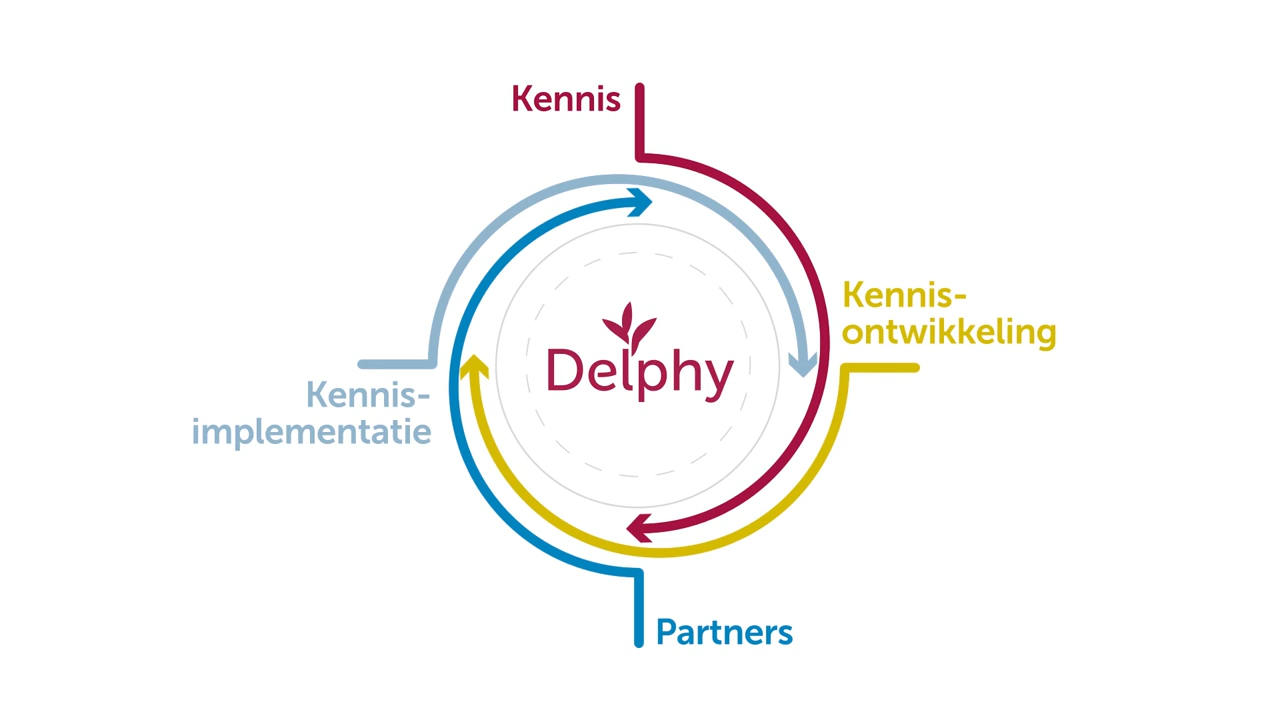 Kennis
Kennis-
ontwikkeling
Delphy
Kennis-
implementatie
Partners